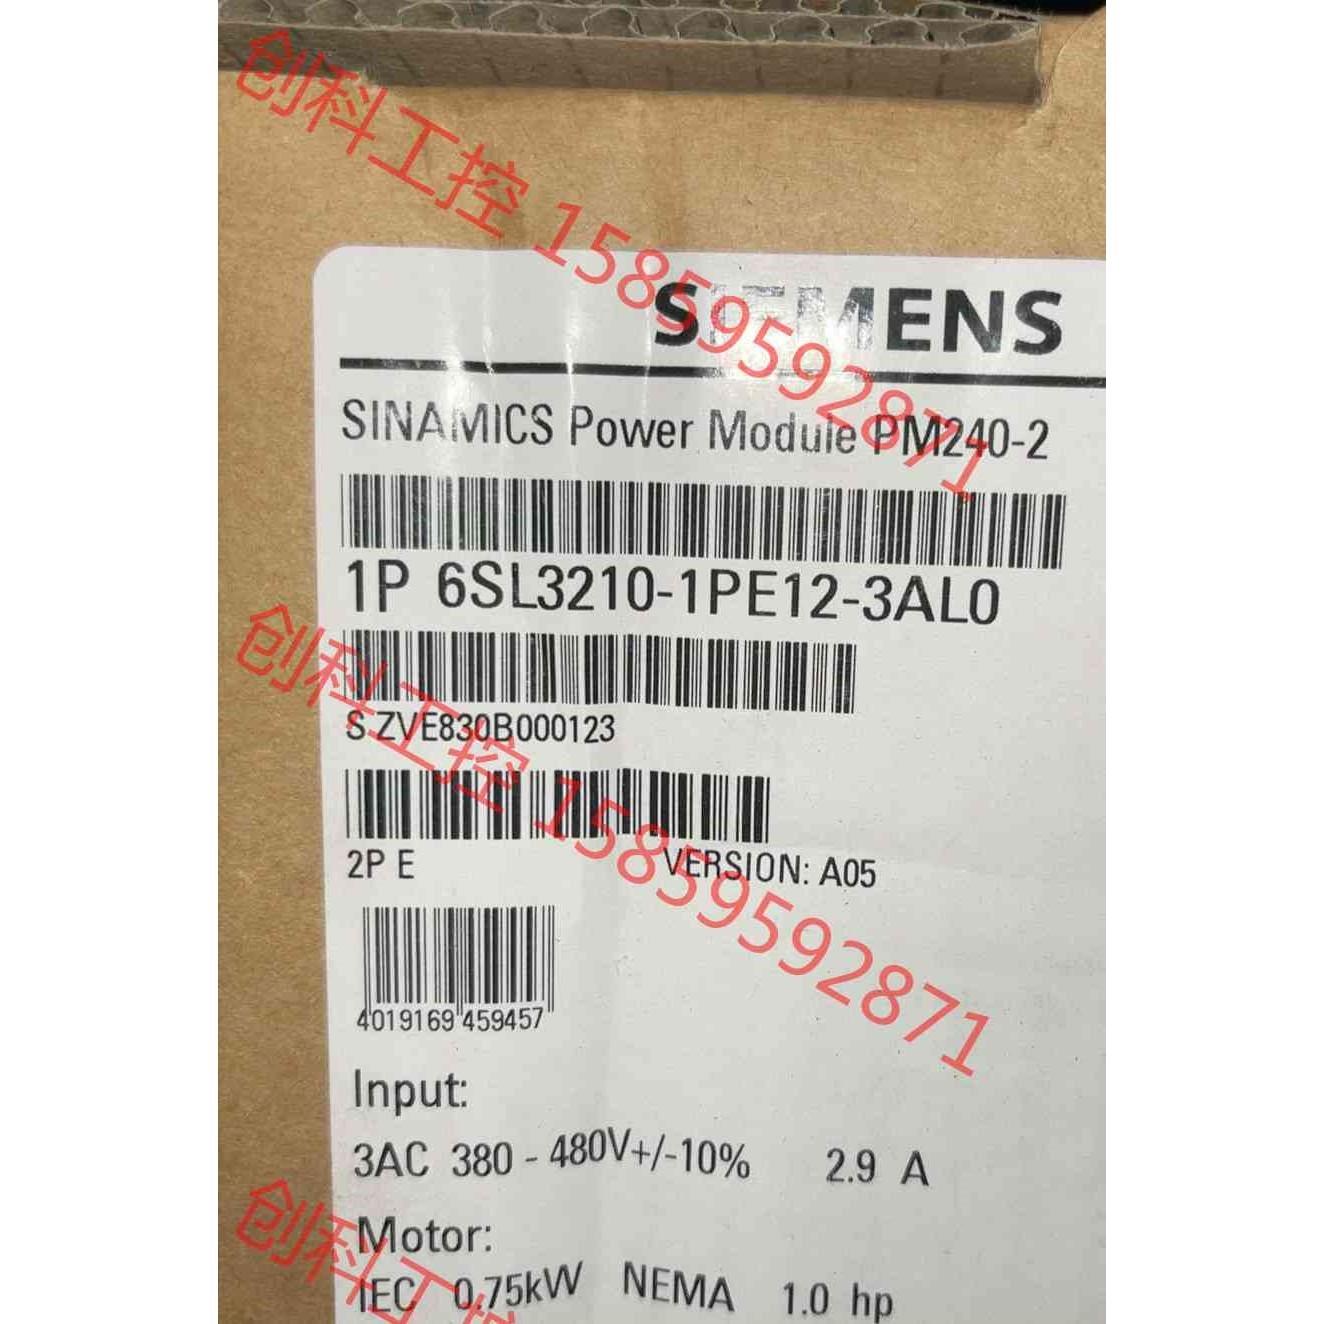 创科工控 15859592871
SIEMENS
SINAMICS Power Module PM240-2
1P 6SL3210-1PE12-3AL0
创科工控 15859592871
S ZVE830B000123
2P E VERSION: A05
4019169 459457
Input:
3AC 380 - 480V+/-10% 2.9 A
创科工控
Motor:
IEC 0.75kW NEMA 1.0 hp